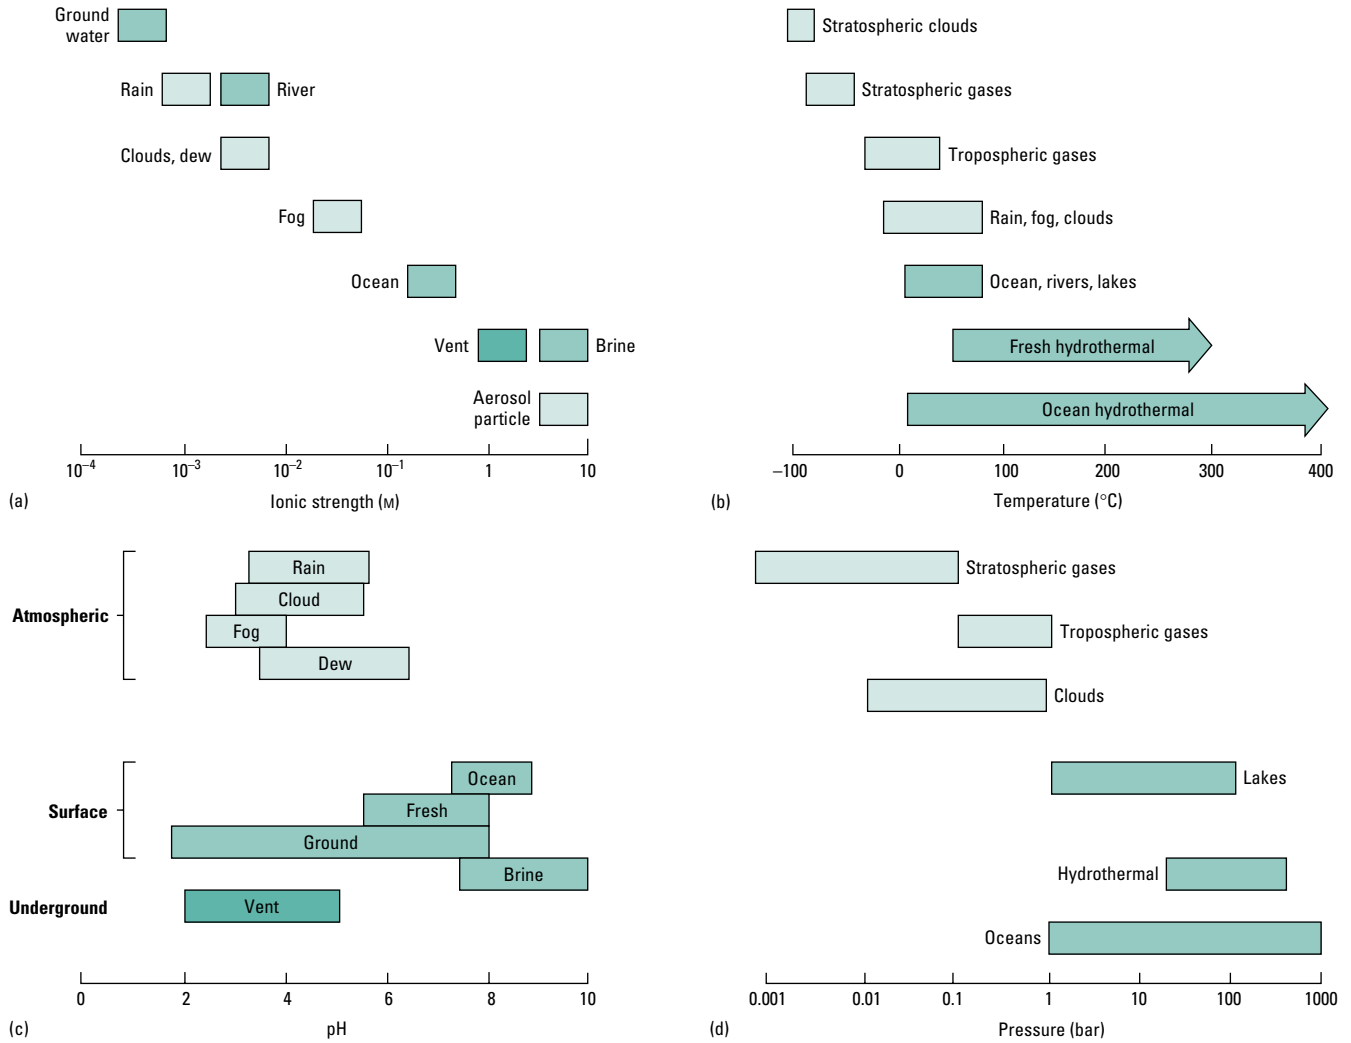 Ground
water
Rain
River
Clouds, dew
Fog
Ocean
Vent
Brine
Aerosol
particle
10⁻⁴ 10⁻³ 10⁻² 10⁻¹ 1 10
(a) Ionic strength (M)
Stratospheric clouds
Stratospheric gases
Tropospheric gases
Rain, fog, clouds
Ocean, rivers, lakes
Fresh hydrothermal
Ocean hydrothermal
–100 0 100 200 300 400
(b) Temperature (°C)
Atmospheric
Rain
Cloud
Fog
Dew
Surface
Ocean
Fresh
Ground
Brine
Underground
Vent
0 2 4 6 8 10
(c) pH
Stratospheric gases
Tropospheric gases
Clouds
Lakes
Hydrothermal
Oceans
0.001 0.01 0.1 1 10 100 1000
(d) Pressure (bar)